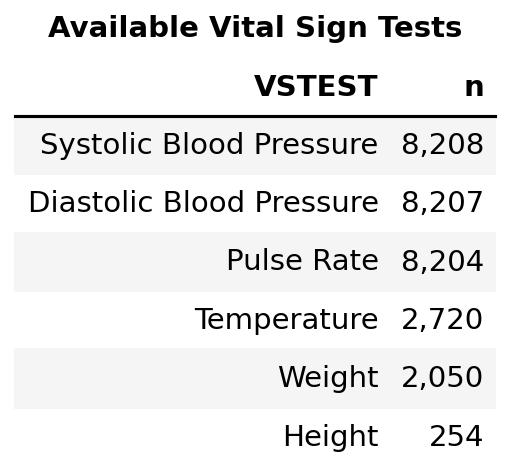 Available Vital Sign Tests
VSTEST n
Systolic Blood Pressure 8,208
Diastolic Blood Pressure 8,207
Pulse Rate 8,204
Temperature 2,720
Weight 2,050
Height 254